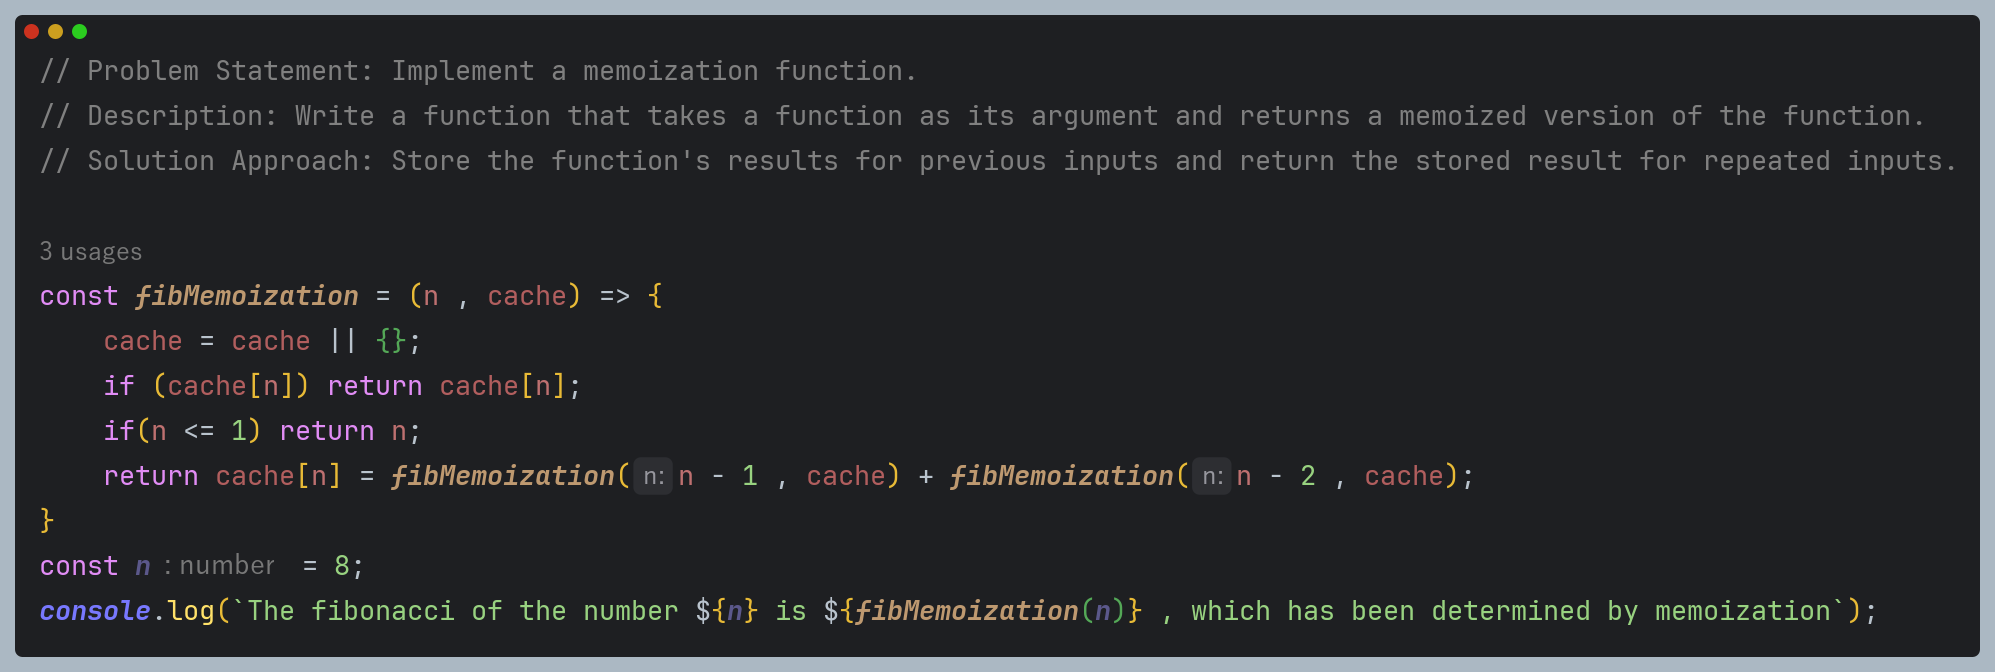 // Problem Statement: Implement a memoization function.
// Description: Write a function that takes a function as its argument and returns a memoized version of the function.
// Solution Approach: Store the function's results for previous inputs and return the stored result for repeated inputs.
3 usages
const fibMemoization = (n , cache) => {
    cache = cache || {};
    if (cache[n]) return cache[n];
    if(n <= 1) return n;
    return cache[n] = fibMemoization( n: n - 1 , cache) + fibMemoization( n: n - 2 , cache);
}
const n : number = 8;
console.log(`The fibonacci of the number ${n} is ${fibMemoization(n)} , which has been determined by memoization`);